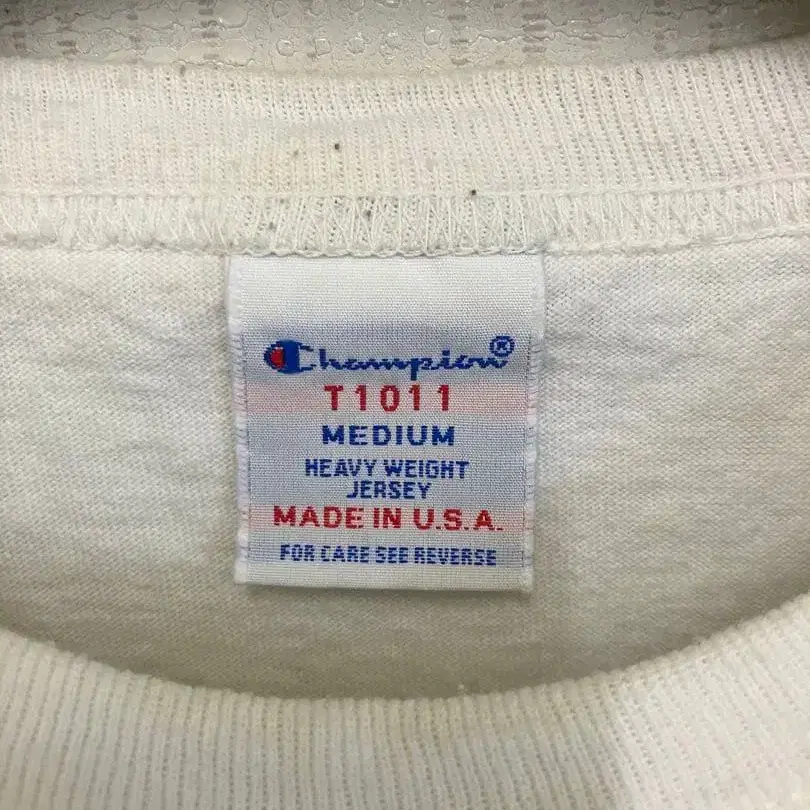 Champion®
T1011
MEDIUM
HEAVY WEIGHT
JERSEY
MADE IN U.S.A.
FOR CARE SEE REVERSE